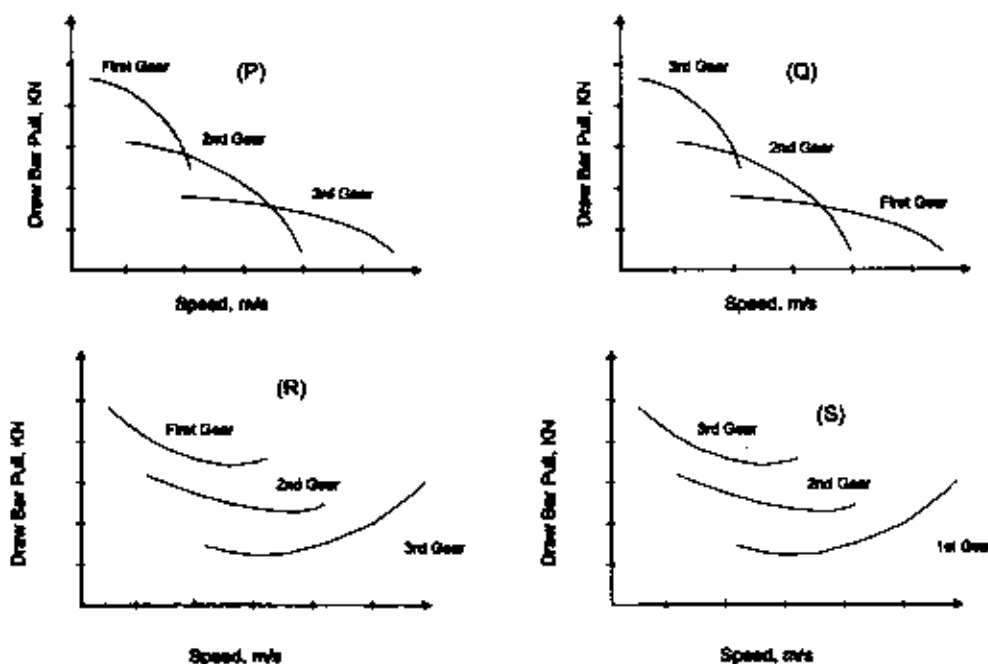 First Gear
(P)
2nd Gear
3rd Gear
Draw Bar Pull, KN
Speed, m/s
3rd Gear
(Q)
2nd Gear
First Gear
Draw Bar Pull, KN
Speed, m/s
(R)
First Gear
2nd Gear
3rd Gear
Draw Bar Pull, KN
Speed, m/s
(S)
3rd Gear
2nd Gear
1st Gear
Draw Bar Pull, KN
Speed, m/s